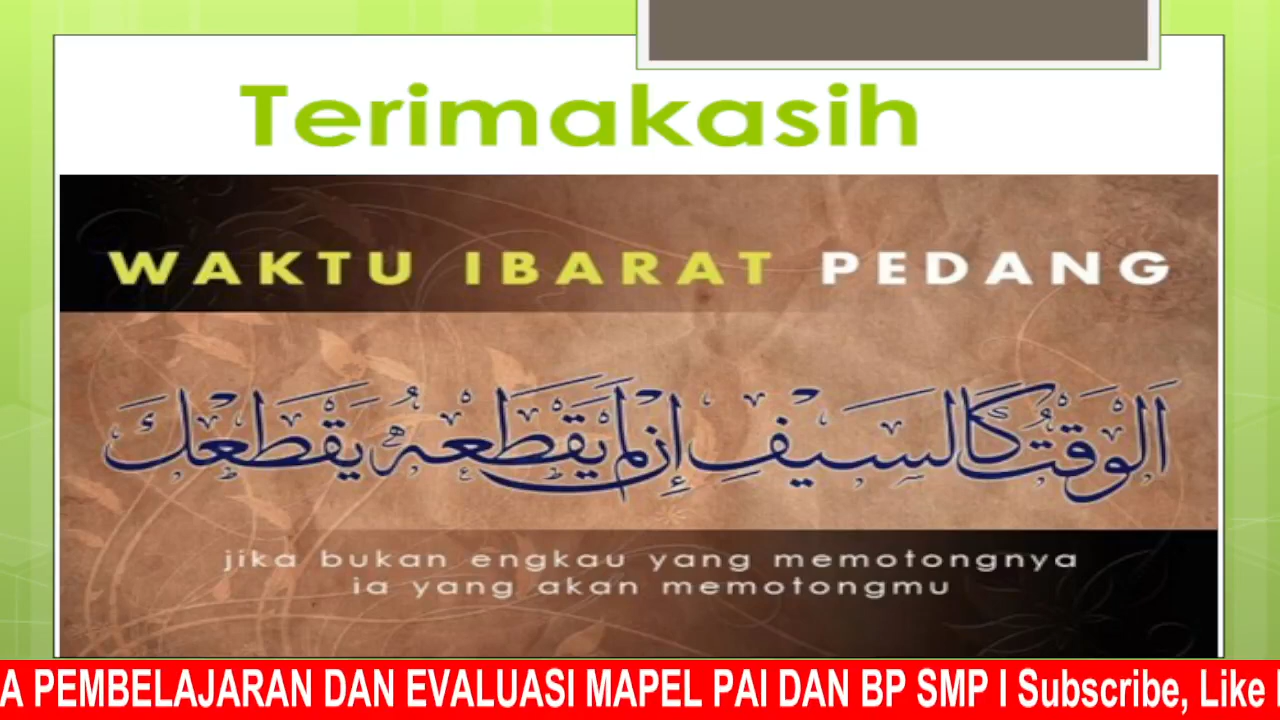 Terimakasih
WAKTU IBARAT PEDANG
الوقت كالسيف إن لم يقطعه يقطعك
jika bukan engkau yang memotongnya
ia yang akan memotongmu
A PEMBELAJARAN DAN EVALUASI MAPEL PAI DAN BP SMP I Subscribe, Like